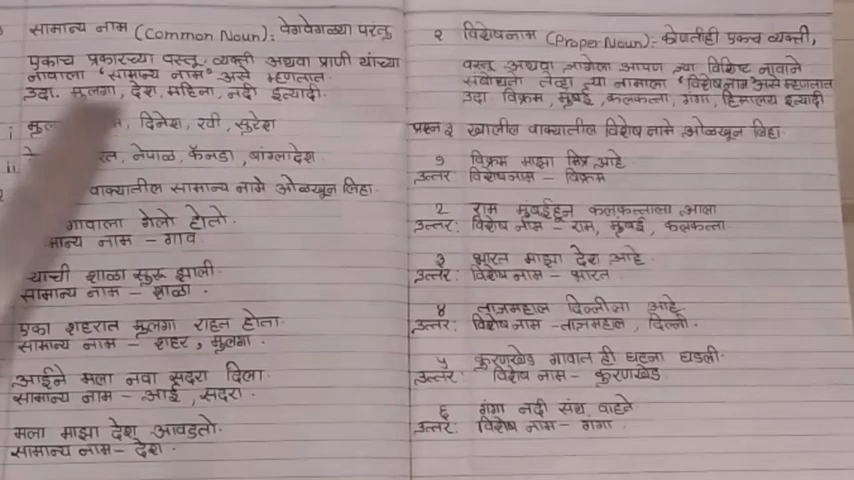 सामान्य नाम (Common Noun): वेगवेगळ्या परंतु
एकाच प्रकारच्या वस्तू, व्यक्ती अथवा प्राणी यांच्या
नावाला 'सामान्य नाम' असे म्हणतात.
उदा. मुलगा, देश, महिना, नदी इत्यादी.
i दिनेश, रवी, सुरेश
ii नेपाळ, कॅनडा, बांग्लादेश
वाक्यातील सामान्य नामे ओळखून लिहा.
गावाला गेलो होतो.
मान्य नाम - गाव
याची शाळा सुरू झाली.
सामान्य नाम - शाळा.
एका शहरात मुलगा राहत होता.
सामान्य नाम - शहर, मुलगा.
आईने मला नवा सदरा दिला.
सामान्य नाम - आई, सदरा.
मला माझा देश आवडतो.
सामान्य नाम - देश.
२ विशेषनाम (Proper Noun): कोणतीही एकच व्यक्ती,
वस्तू अथवा जागेला आपण ज्या विशिष्ट नावाने
संबोधतो तेव्हा त्या नामाला 'विशेषनाम' असे म्हणतात
उदा. विक्रम, मुंबई, कलकत्ता, गंगा, हिमालय इत्यादी
प्रश्न २ खालील वाक्यातील विशेष नामे ओळखून लिहा.
१ विक्रम माझा मित्र आहे
उत्तर विशेषनाम - विक्रम
२ राम मुंबईहून कलकत्ताला आला
उत्तर: विशेष नाम - राम, मुंबई, कलकत्ता
३ भारत माझा देश आहे.
उत्तर: विशेष नाम - भारत
४ ताजमहाल दिल्लीला आहे
उत्तर: विशेष नाम - ताजमहाल, दिल्ली.
५ कुरणखेड गावात ही घटना घडली.
उत्तर: विशेष नाम - कुरणखेड
६ गंगा नदी संथ वाहते
उत्तर: विशेष नाम - गंगा.